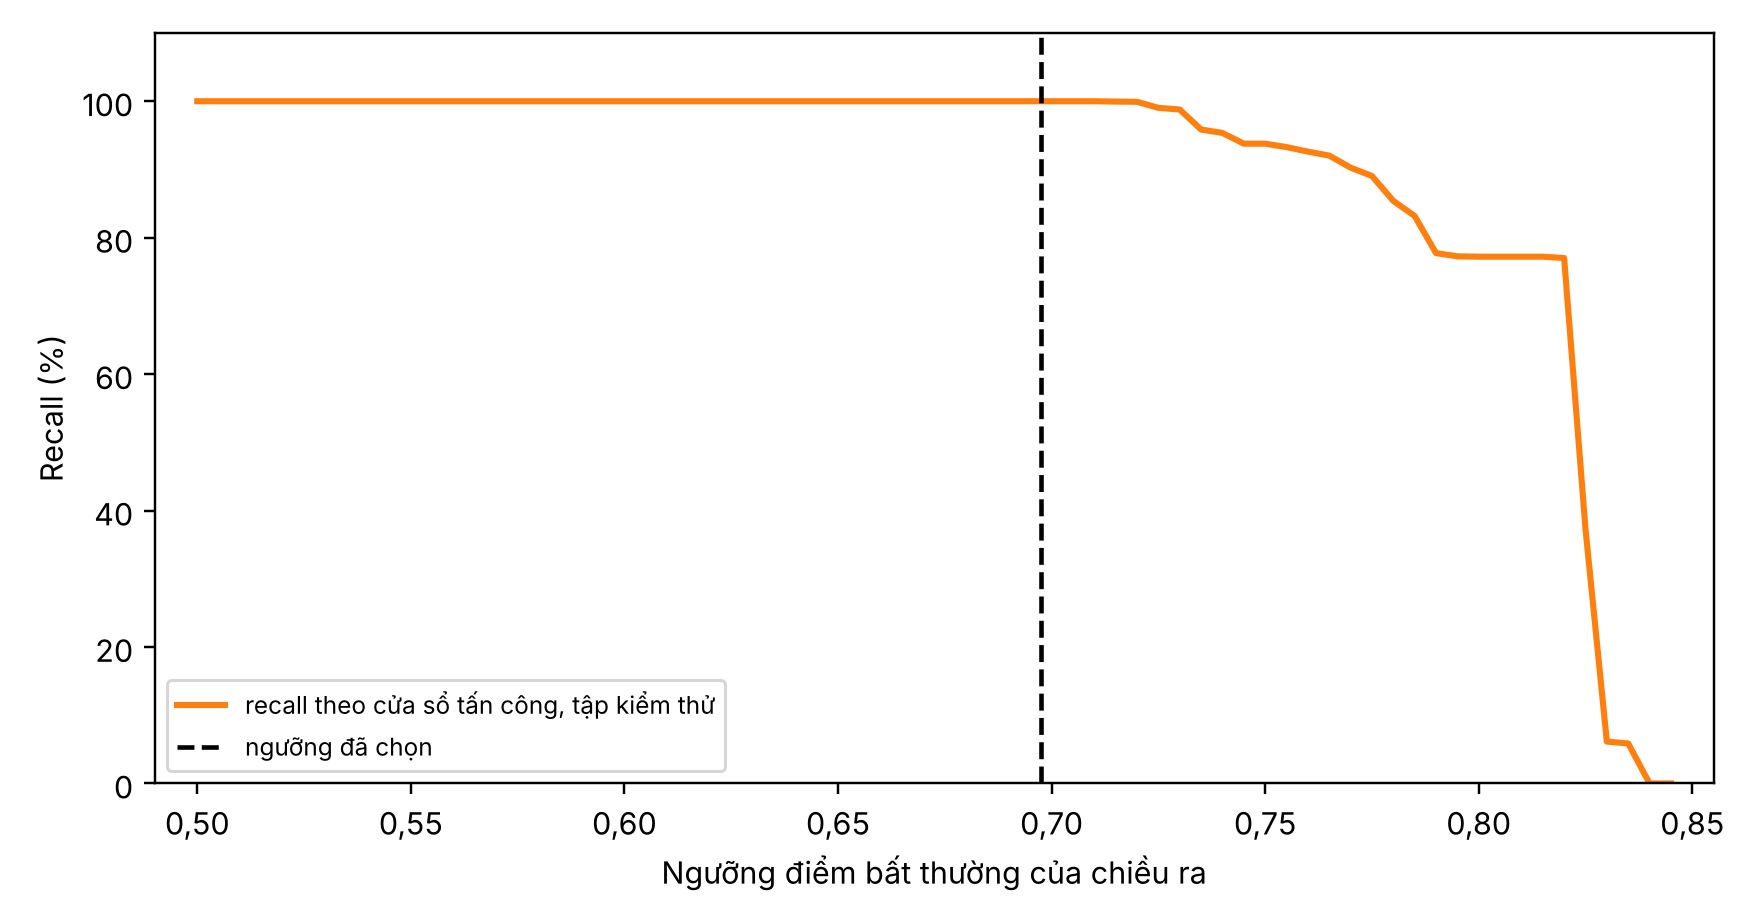 Recall (%)
100
80
60
40
20
0
recall theo cửa sổ tấn công, tập kiểm thử
ngưỡng đã chọn
0,50 0,55 0,60 0,65 0,70 0,75 0,80 0,85
Ngưỡng điểm bất thường của chiều ra